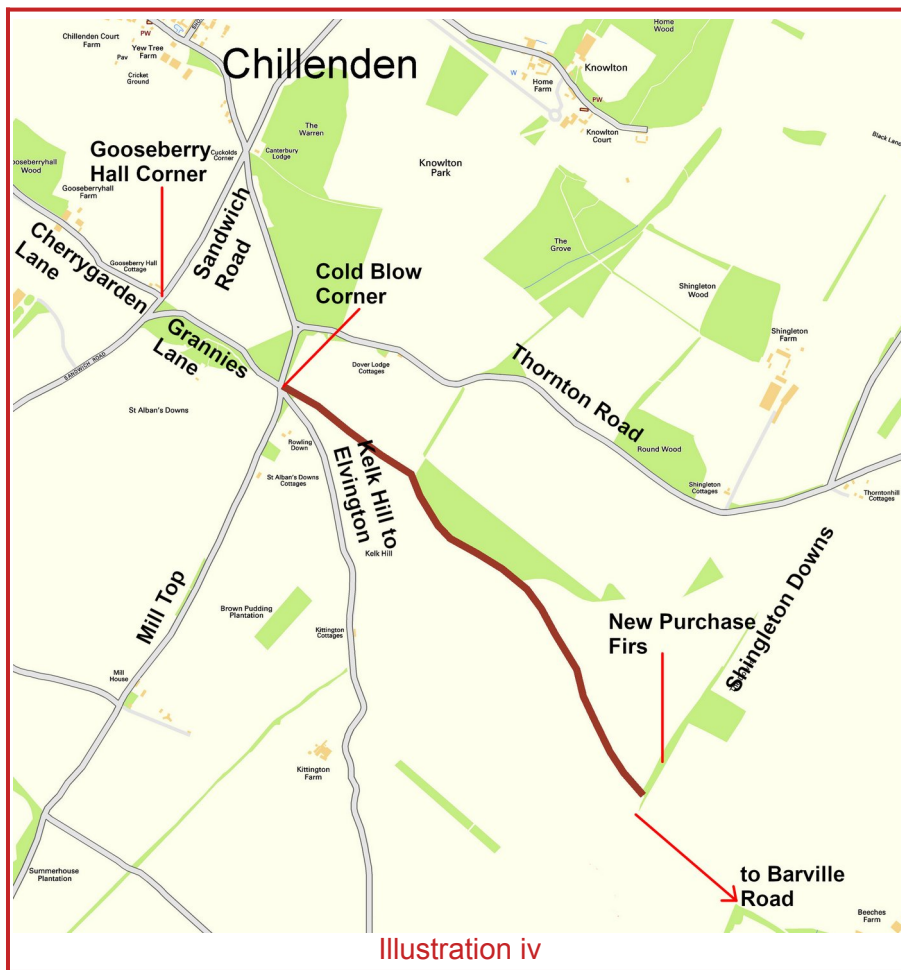 Chillenden Court Farm
PW
Yew Tree
Farm
Pav
Cricket
Ground
Chillenden
Home
Wood
Knowlton
W
Home
Farm
PW
Knowlton
Court
Black Lane
The
Warren
Canterbury
Lodge
Cuckolds
Corner
Knowlton
Park
Gooseberry
Hall Corner
ooseberryhall
Wood
Gooseberryhall
Farm
Gooseberry Hall
Cottage
Cherrygarden
Lane
Sandwich
Road
The
Grove
Cold Blow
Corner
Shingleton
Wood
Shingleton
Farm
SANDWICH ROAD
Grannies
Lane
Dover Lodge
Cottages
Thornton Road
St Alban's Downs
Rowling
Down
St Alban's Downs
Cottages
Kelk Hill to
Elvington
Kelk Hill
Round Wood
Shingleton
Cottages
Thorntonhill
Cottages
Mill Top
Brown Pudding
Plantation
Kittington
Cottages
New Purchase
Firs
Shingleton Downs
Mill
House
Kittington
Farm
Summerhouse
Plantation
to Barville
Road
Beeches
Farm
Illustration iv